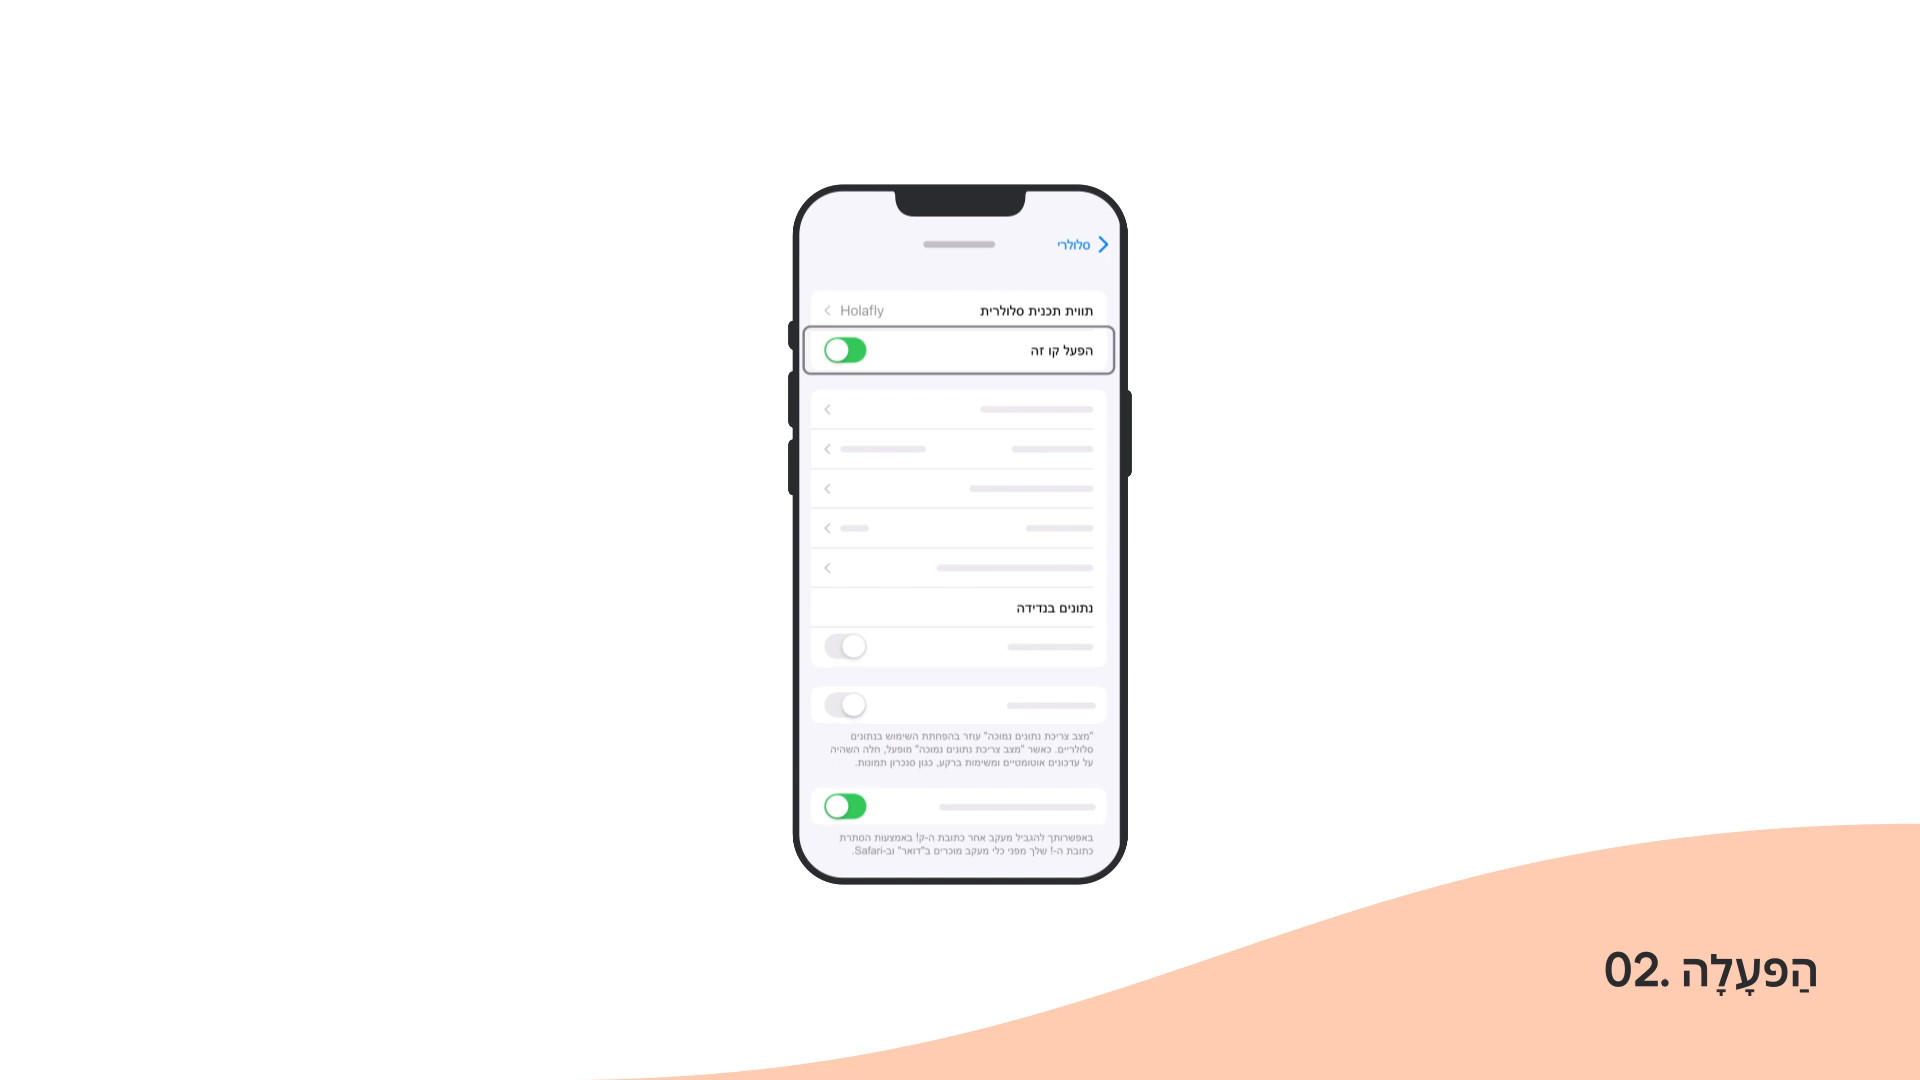 סלולרי
תווית תכנית סלולרית Holafly
הפעל קו זה
נתונים בנדידה
"מצב צריכת נתונים נמוכה" עוזר בהפחתת השימוש בנתונים
סלולריים. כאשר "מצב צריכת נתונים נמוכה" מופעל, חלה השהיה
על עדכונים אוטומטיים ומשימות ברקע, כגון סנכרון תמונות.
באפשרותך להגביל מעקב אחר כתובת ה-ק! באמצעות הסתרת
כתובת ה-! שלך מפני כלי מעקב מוכרים ב"דואר" וב-Safari.
02. הַפעָלָה